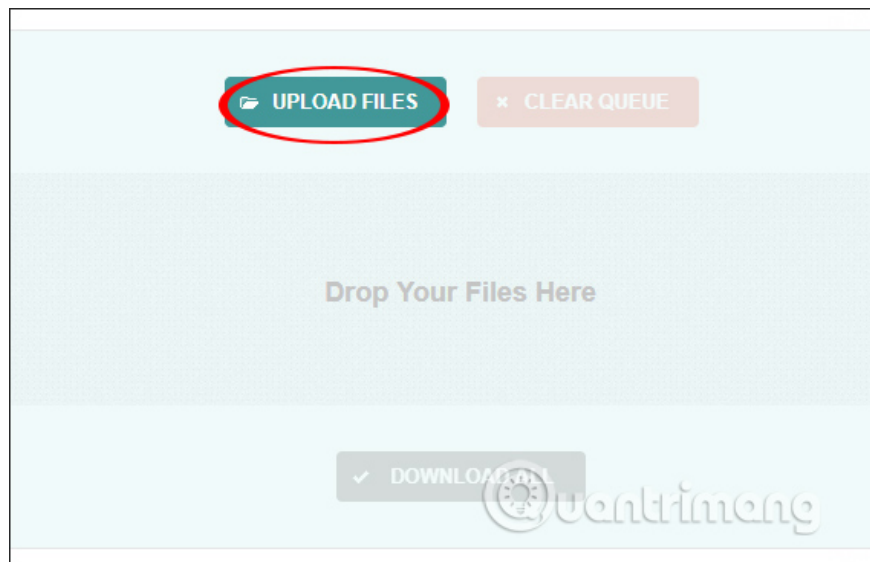 UPLOAD FILES
CLEAR QUEUE
Drop Your Files Here
DOWNLOAD ALL
Quantrimang